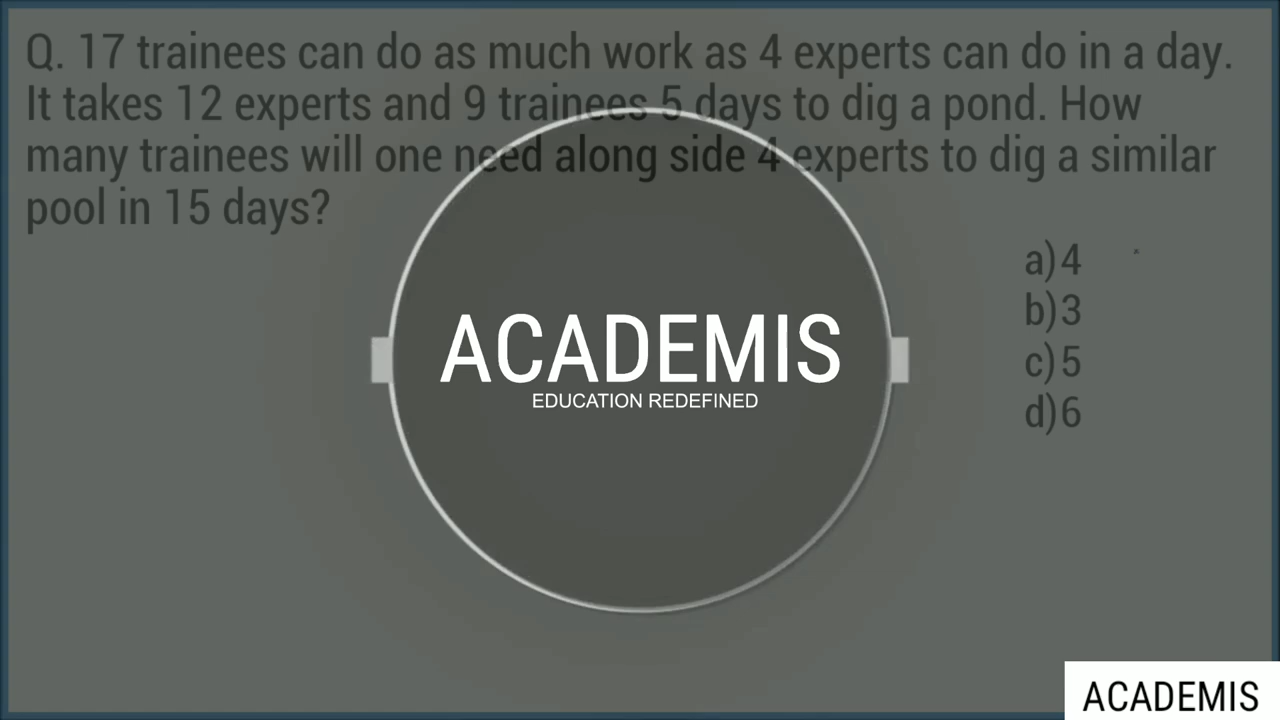 Q. 17 trainees can do as much work as 4 experts can do in a day.
It takes 12 experts and 9 trainees 5 days to dig a pond. How
many trainees will one need along side 4 experts to dig a similar
pool in 15 days?
a)4
b)3
c)5
d)6
ACADEMIS
EDUCATION REDEFINED
ACADEMIS